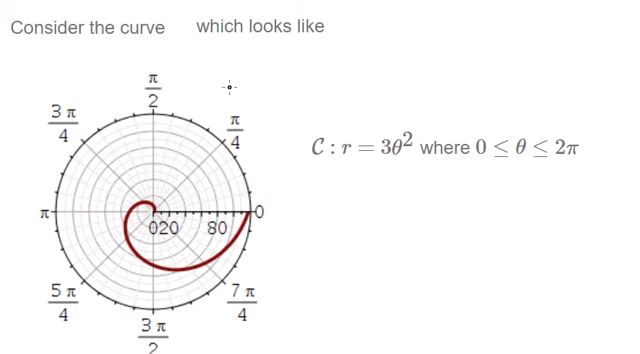 Consider the curve which looks like
π/2
3π/4
π/4
C : r = 3θ² where 0 ≤ θ ≤ 2π
π
0
020 80
5π/4
7π/4
3π/2